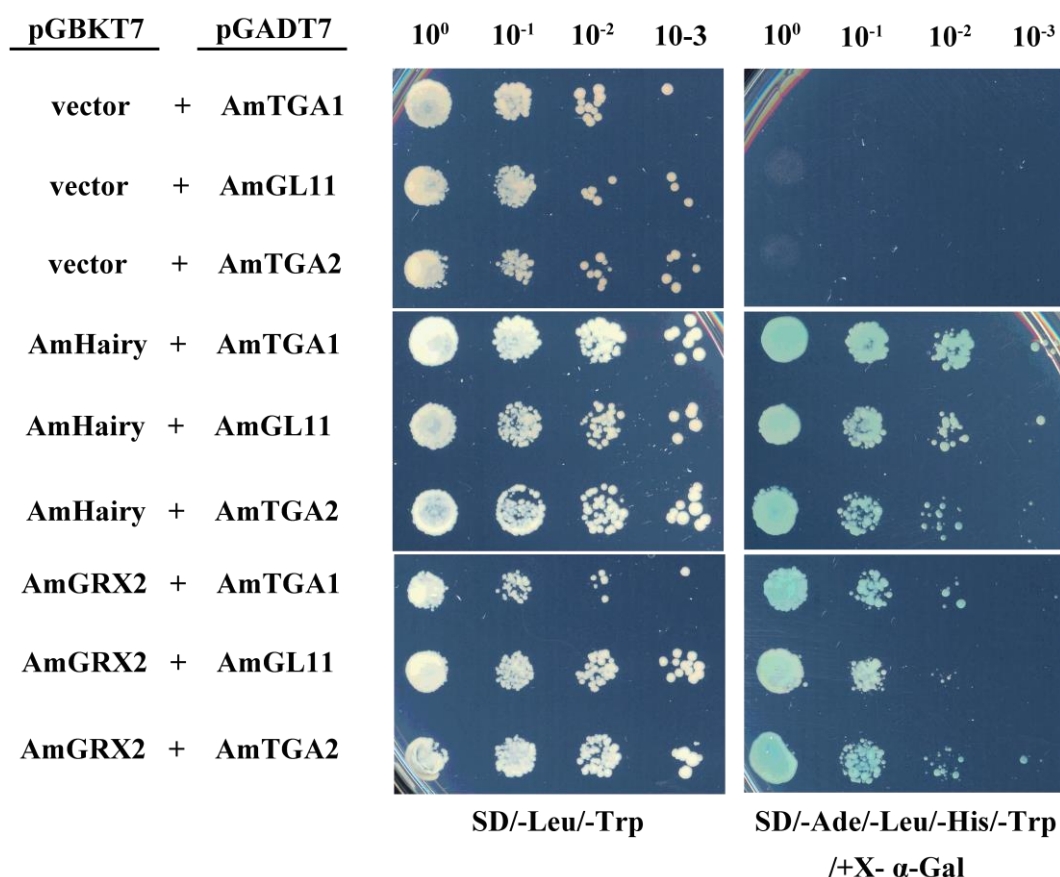 pGBKT7 pGADT7 10⁰ 10⁻¹ 10⁻² 10-3 10⁰ 10⁻¹ 10⁻² 10⁻³
vector + AmTGA1
vector + AmGL11
vector + AmTGA2
AmHairy + AmTGA1
AmHairy + AmGL11
AmHairy + AmTGA2
AmGRX2 + AmTGA1
AmGRX2 + AmGL11
AmGRX2 + AmTGA2
SD/-Leu/-Trp SD/-Ade/-Leu/-His/-Trp
/+X- α-Gal